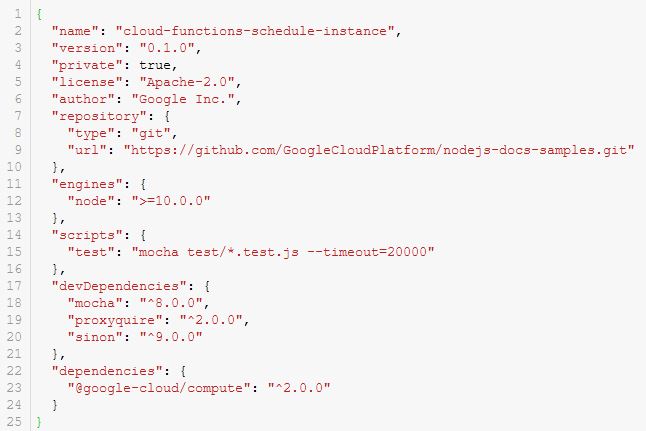 1 {
2   "name": "cloud-functions-schedule-instance",
3   "version": "0.1.0",
4   "private": true,
5   "license": "Apache-2.0",
6   "author": "Google Inc.",
7   "repository": {
8     "type": "git",
9     "url": "https://github.com/GoogleCloudPlatform/nodejs-docs-samples.git"
10   },
11   "engines": {
12     "node": ">=10.0.0"
13   },
14   "scripts": {
15     "test": "mocha test/*.test.js --timeout=20000"
16   },
17   "devDependencies": {
18     "mocha": "^8.0.0",
19     "proxyquire": "^2.0.0",
20     "sinon": "^9.0.0"
21   },
22   "dependencies": {
23     "@google-cloud/compute": "^2.0.0"
24   }
25 }